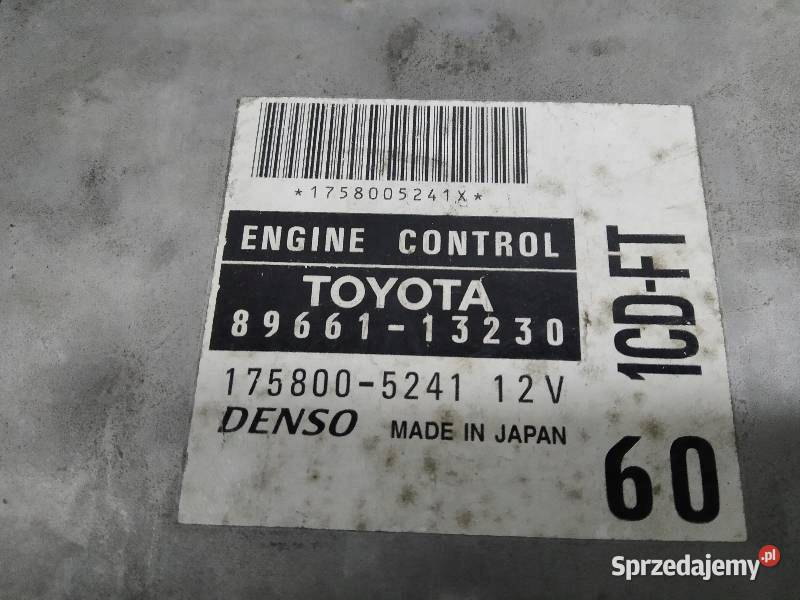 *1758005241X*
ENGINE CONTROL
TOYOTA
89661-13230
175800-5241 12V
DENSO MADE IN JAPAN
1CD-FT
60
Sprzedajemy.pl